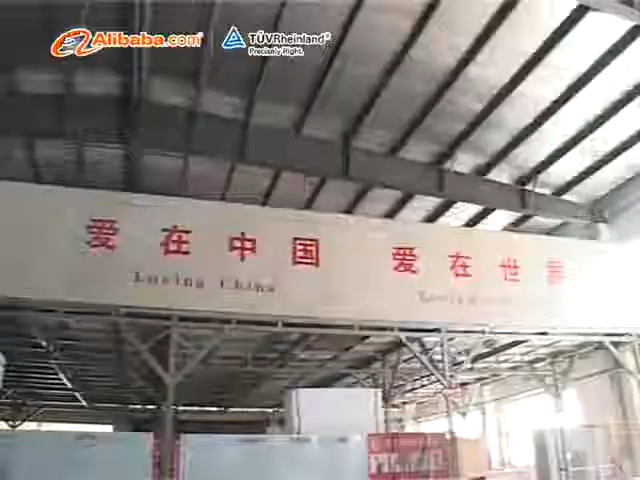 Alibaba.com
TÜVRheinland®
Precisely Right.
爱在中国 爱在世
Loving China